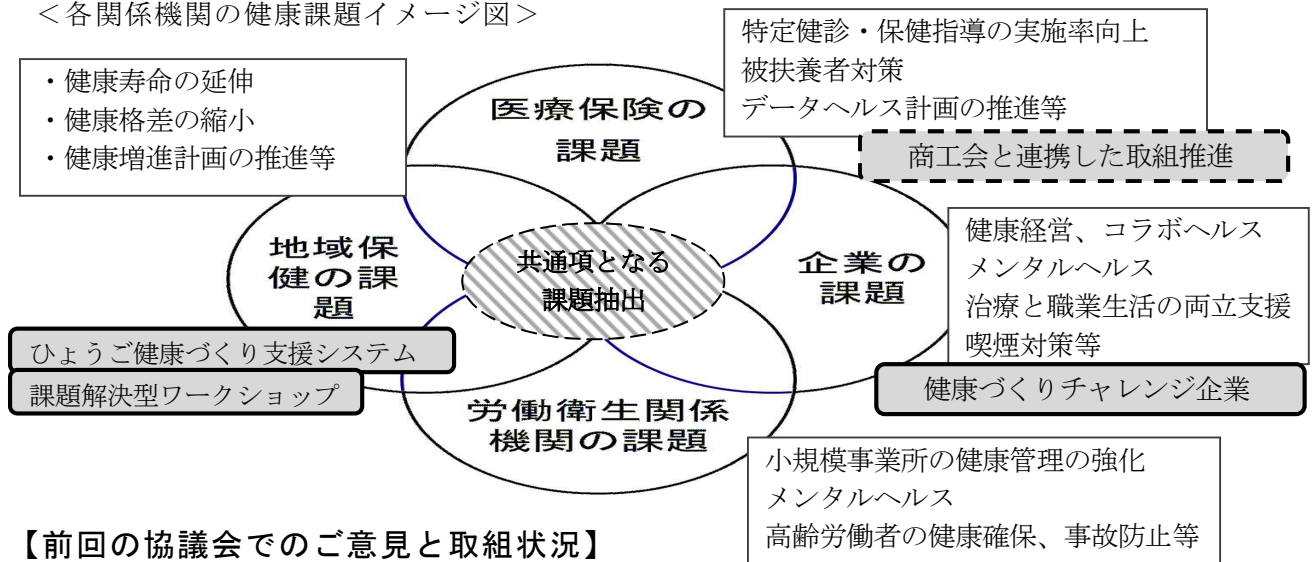 ＜各関係機関の健康課題イメージ図＞
・健康寿命の延伸
・健康格差の縮小
・健康増進計画の推進等
医療保険の
課題
特定健診・保健指導の実施率向上
被扶養者対策
データヘルス計画の推進等
商工会と連携した取組推進
地域保
健の課
題
共通項となる
課題抽出
企業の
課題
健康経営、コラボヘルス
メンタルヘルス
治療と職業生活の両立支援
喫煙対策等
ひょうご健康づくり支援システム
課題解決型ワークショップ
健康づくりチャレンジ企業
労働衛生関係
機関の課題
小規模事業所の健康管理の強化
メンタルヘルス
高齢労働者の健康確保、事故防止等
【前回の協議会でのご意見と取組状況】